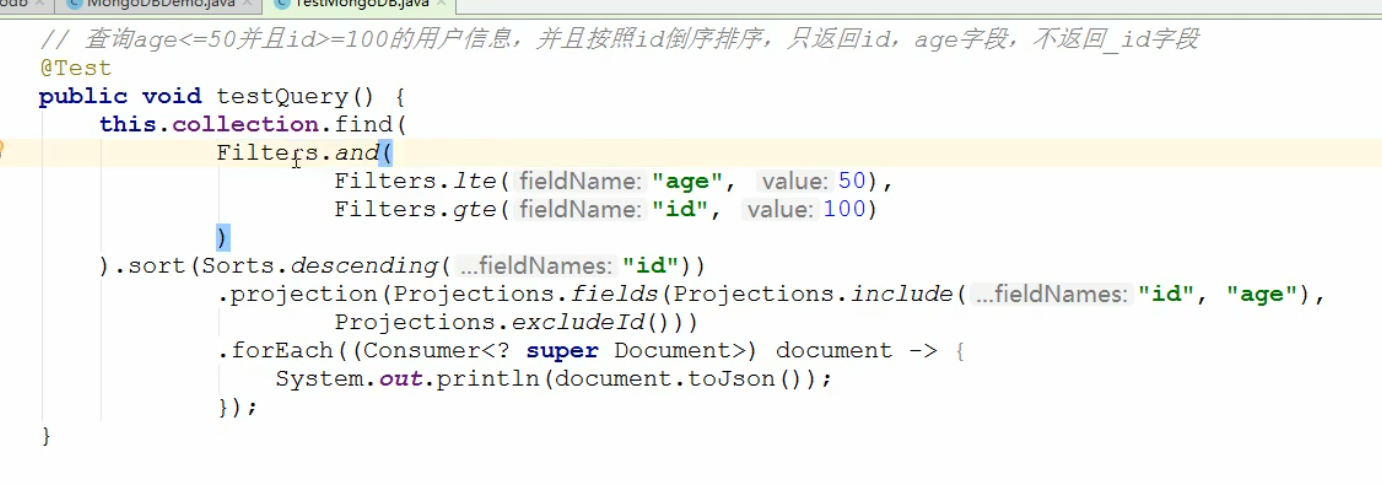 MongoDBDemo.java × TestMongoDB.java ×
// 查询age<=50并且id>=100的用户信息，并且按照id倒序排序，只返回id，age字段，不返回_id字段
@Test
public void testQuery() {
this.collection.find(
Filters.and(
Filters.lte( fieldName: "age", value: 50),
Filters.gte( fieldName: "id", value: 100)
)
).sort(Sorts.descending( ...fieldNames: "id"))
.projection(Projections.fields(Projections.include( ...fieldNames: "id", "age"),
Projections.excludeId()))
.forEach((Consumer<? super Document>) document -> {
System.out.println(document.toJson());
});
}